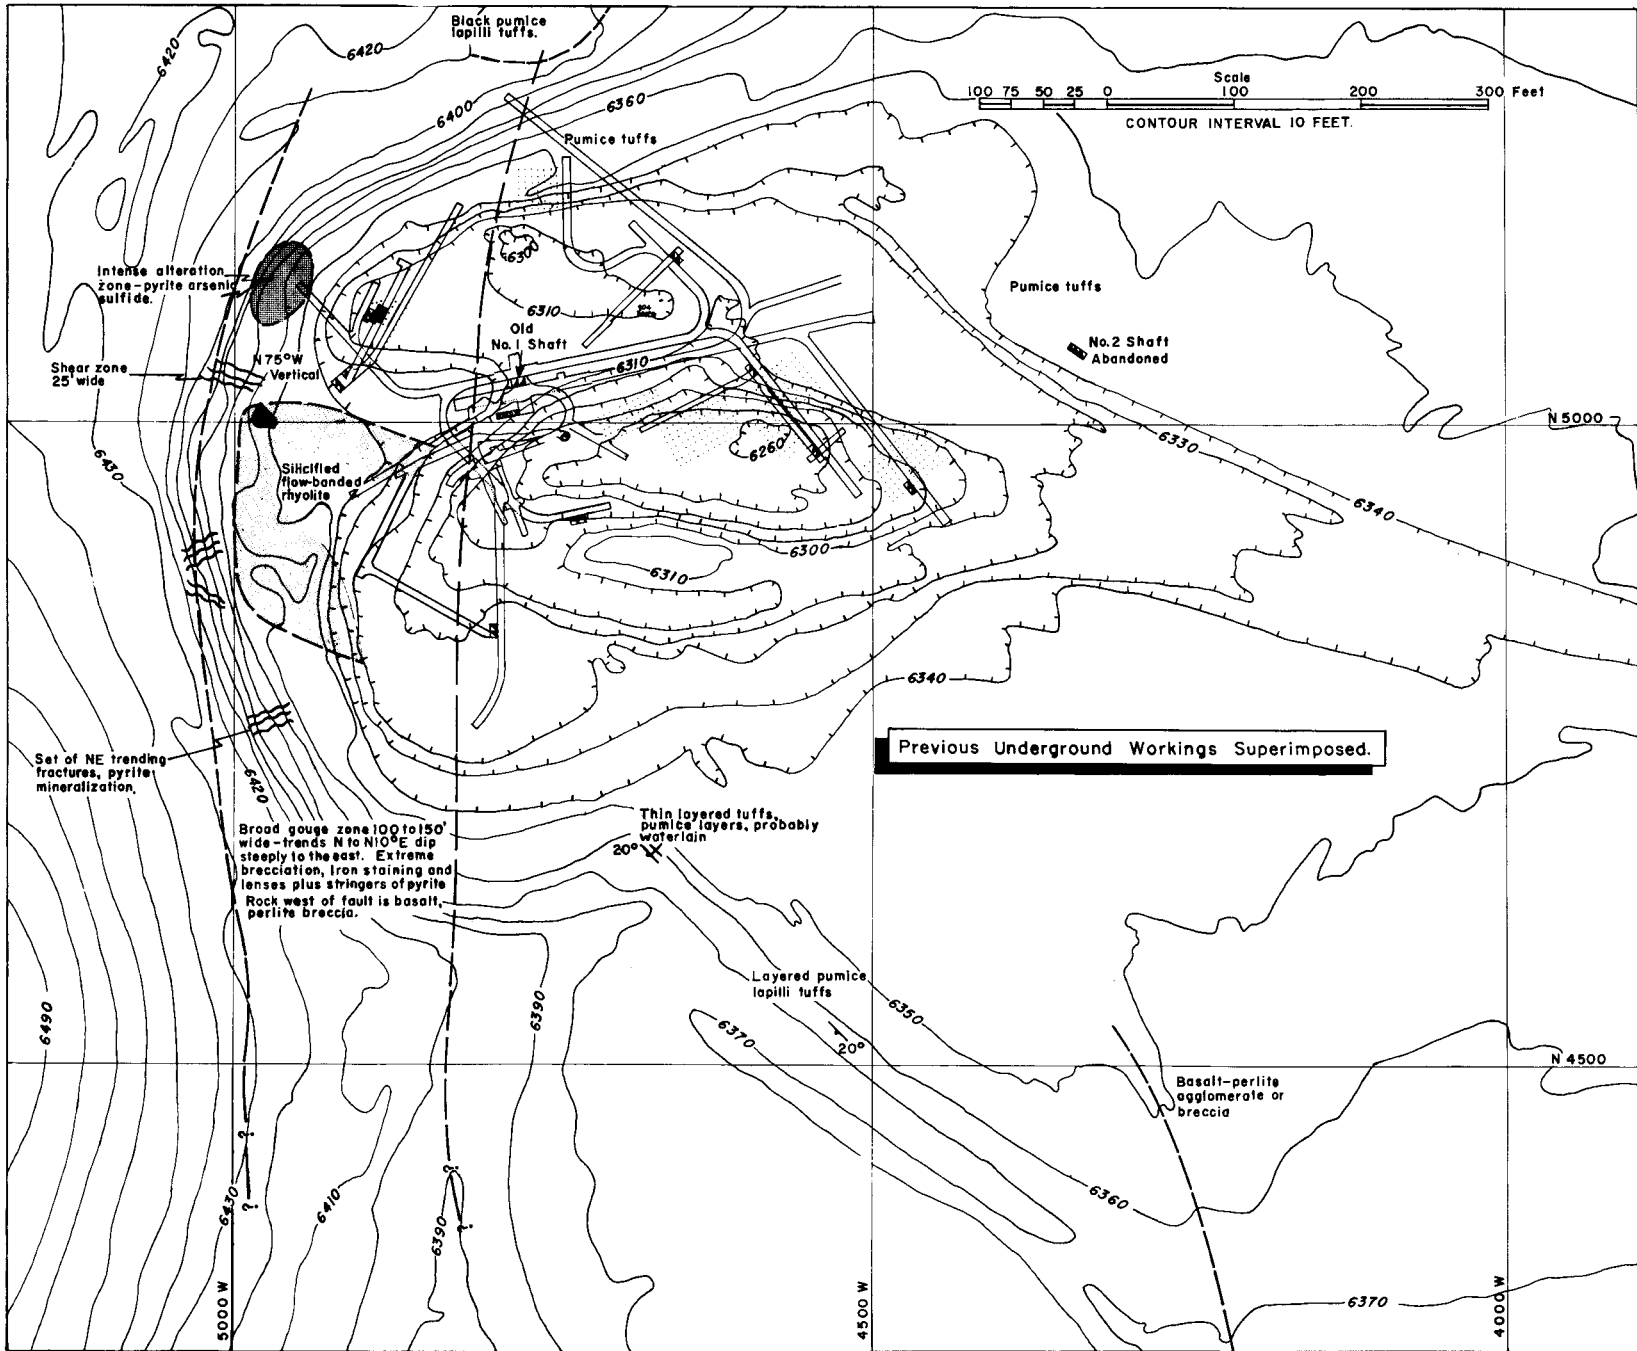 Black pumice
lapilli tuffs.
6420
6420
6400
6360
Scale
100 75 50 25 0 100 200 300 Feet
CONTOUR INTERVAL 10 FEET.
Pumice tuffs
Intense alteration
zone-pyrite arsenic
sulfide.
630
6310
Pumice tuffs
Old
No. 1 Shaft
6310
No. 2 Shaft
Abandoned
Shear zone
25' wide
N 75° W
Vertical
N 5000
6330
6260
6430
Silicified
flow-banded
rhyolite
6340
6300
6310
6340
Previous Underground Workings Superimposed.
Set of NE trending
fractures, pyrite
mineralization.
6420
Broad gouge zone 100 to 150'
wide-trends N to N10°E dip
steeply to the east. Extreme
brecciation, iron staining and
lenses plus stringers of pyrite
Rock west of fault is basalt,
perlite breccia.
Thin layered tuffs,
pumice layers, probably
waterlain
20°
Layered pumice
lapilli tuffs
6350
6370
20°
6490
6390
N 4500
Basalt-perlite
agglomerate or
breccia
?
?
?
?
6430
6410
6390
6360
6370
5000 W
4500 W
4000 W